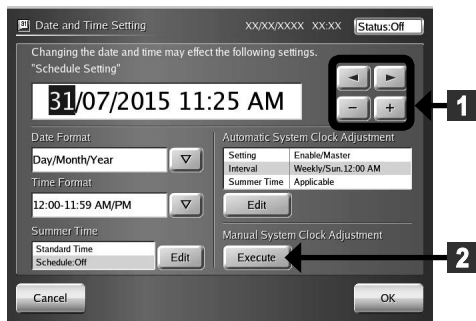 31 Date and Time Setting
XX/XX/XXXX XX:XX
Status:Off
Changing the date and time may effect the following settings.
"Schedule Setting"
31/07/2015 11:25 AM
◄ ►
− +
1
Date Format
Day/Month/Year
Time Format
12:00-11:59 AM/PM
Summer Time
Standard Time
Schedule:Off
Edit
Automatic System Clock Adjustment
Setting Enable/Master
Interval Weekly/Sun.12:00 AM
Summer Time Applicable
Edit
Manual System Clock Adjustment
Execute
2
Cancel
OK